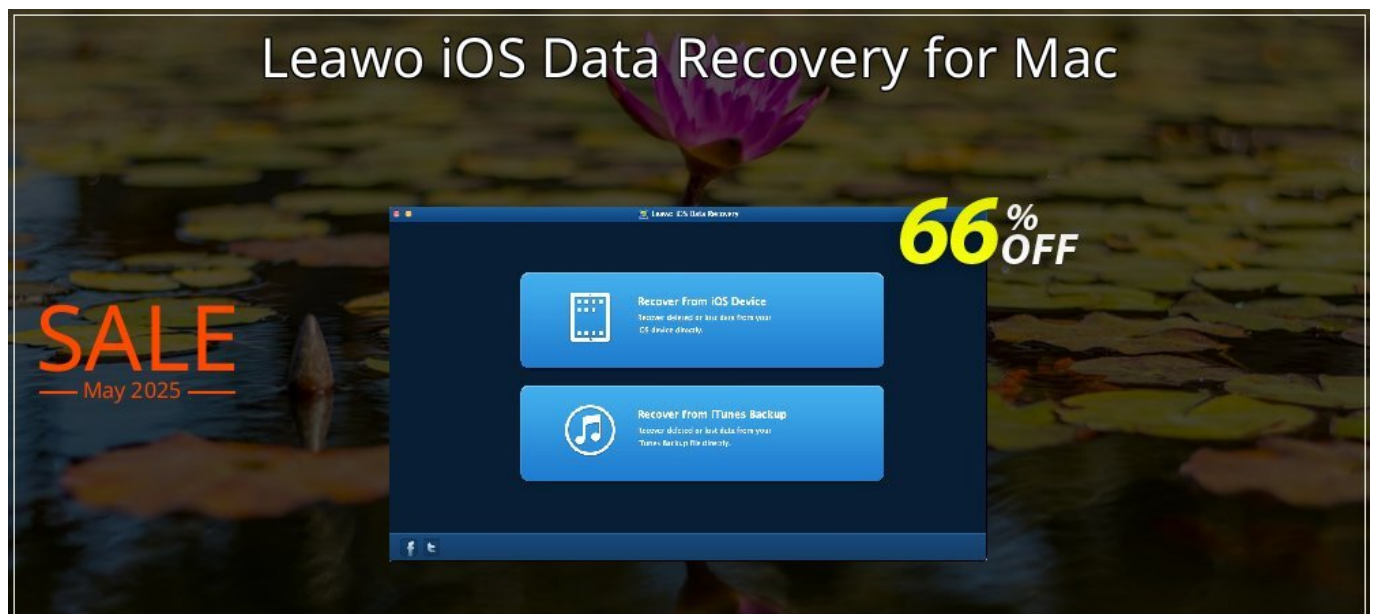 Leawo iOS Data Recovery for Mac
Leawo iOS Data Recovery
66% OFF
Recover from iOS Device
Recover deleted or lost data from your
iOS device directly.
SALE
May 2025
Recover from iTunes Backup
Recover deleted or lost data from your
iTunes Backup file directly.